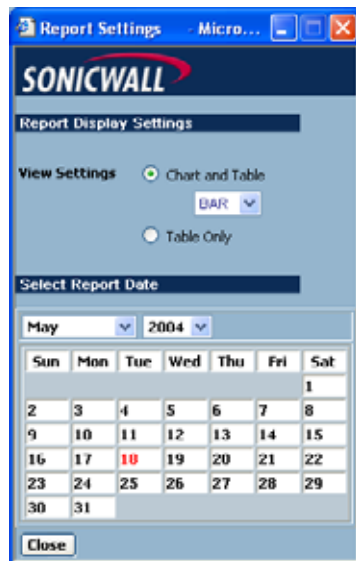 Report Settings - Micro...
SONICWALL
Report Display Settings
View Settings Chart and Table
BAR
Table Only
Select Report Date
May 2004
Sun Mon Tue Wed Thu Fri Sat
1
2 3 4 5 6 7 8
9 10 11 12 13 14 15
16 17 18 19 20 21 22
23 24 25 26 27 28 29
30 31
Close